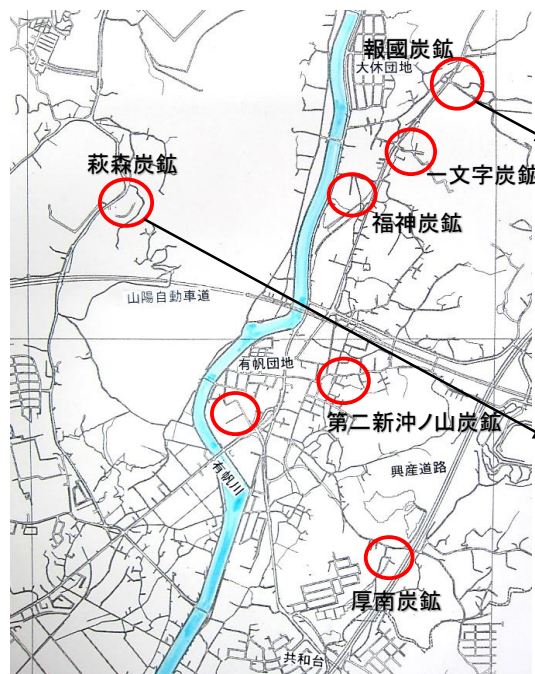 報國炭鉱
大休団地
一文字炭鉱
萩森炭鉱
福神炭鉱
山陽自動車道
有帆団地
第二新沖ノ山炭鉱
興産道路
有帆川
厚南炭鉱
共和台